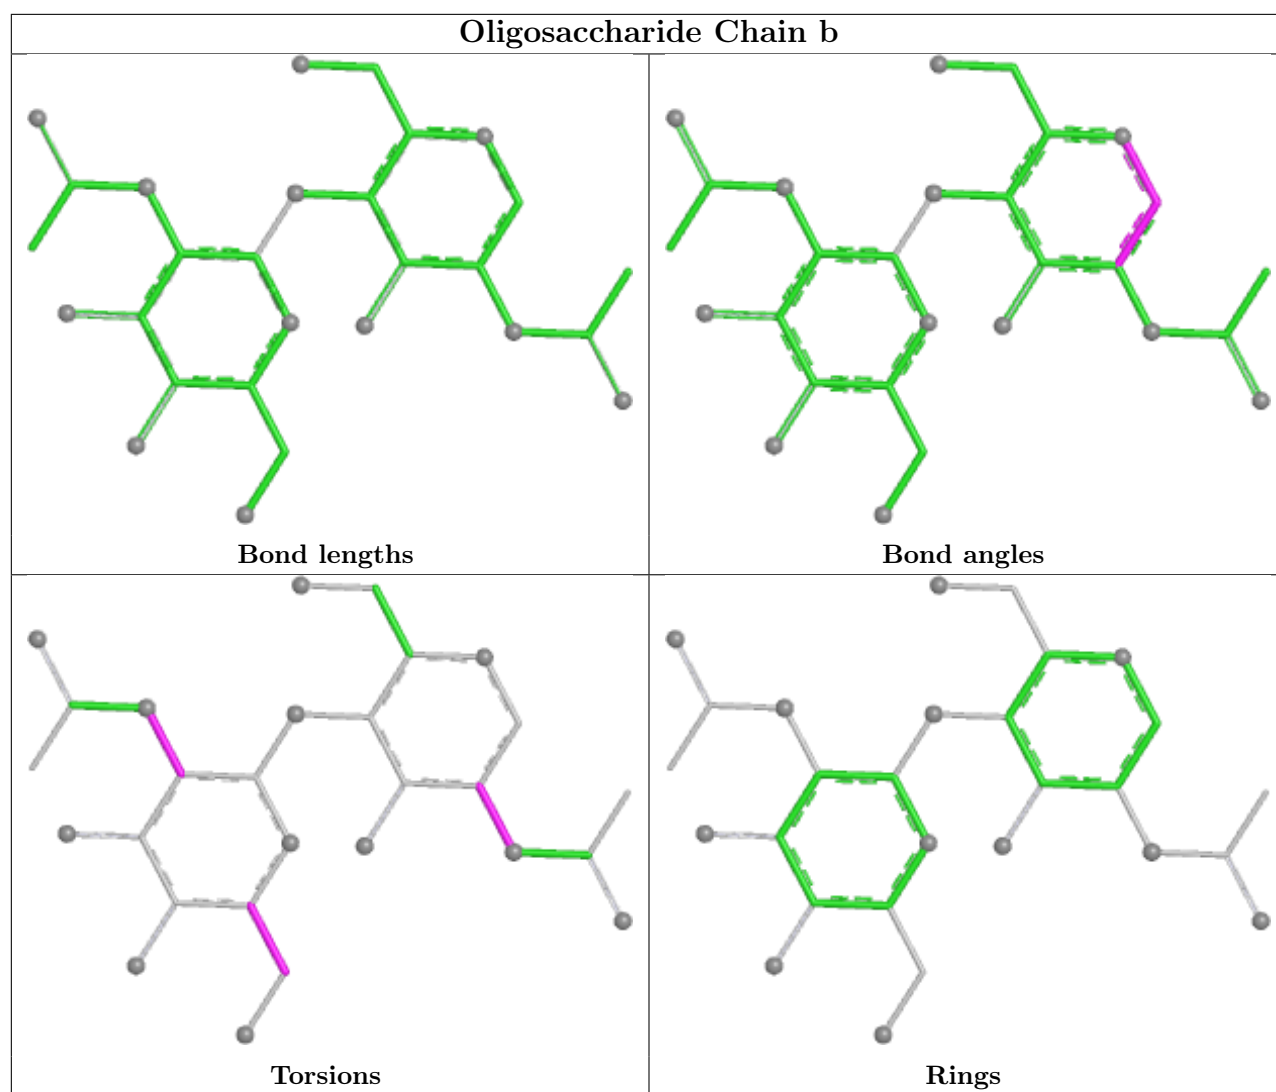 Oligosaccharide Chain b
Bond lengths
Bond angles
Torsions
Rings